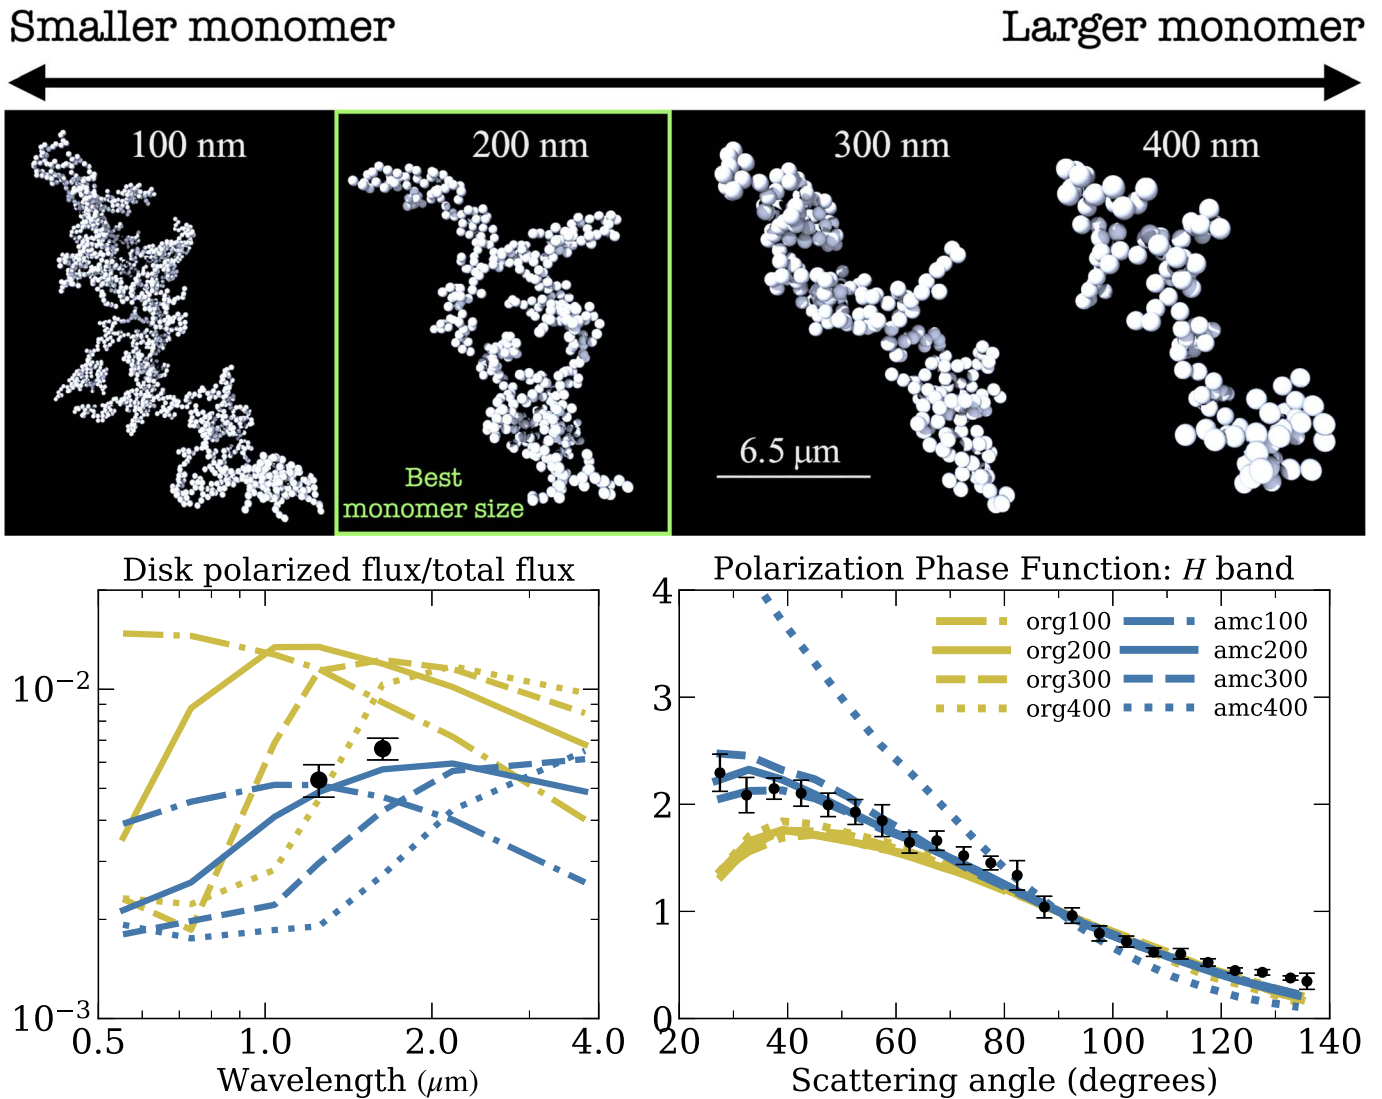 Smaller monomer
Larger monomer
100 nm
200 nm
300 nm
400 nm
6.5 μm
Best
monomer size
Disk polarized flux/total flux
10⁻²
10⁻³
0.5
1.0
2.0
4.0
Wavelength (μm)
Polarization Phase Function: H band
org100
amc100
org200
amc200
org300
amc300
org400
amc400
4
3
2
1
0
20
40
60
80
100
120
140
Scattering angle (degrees)